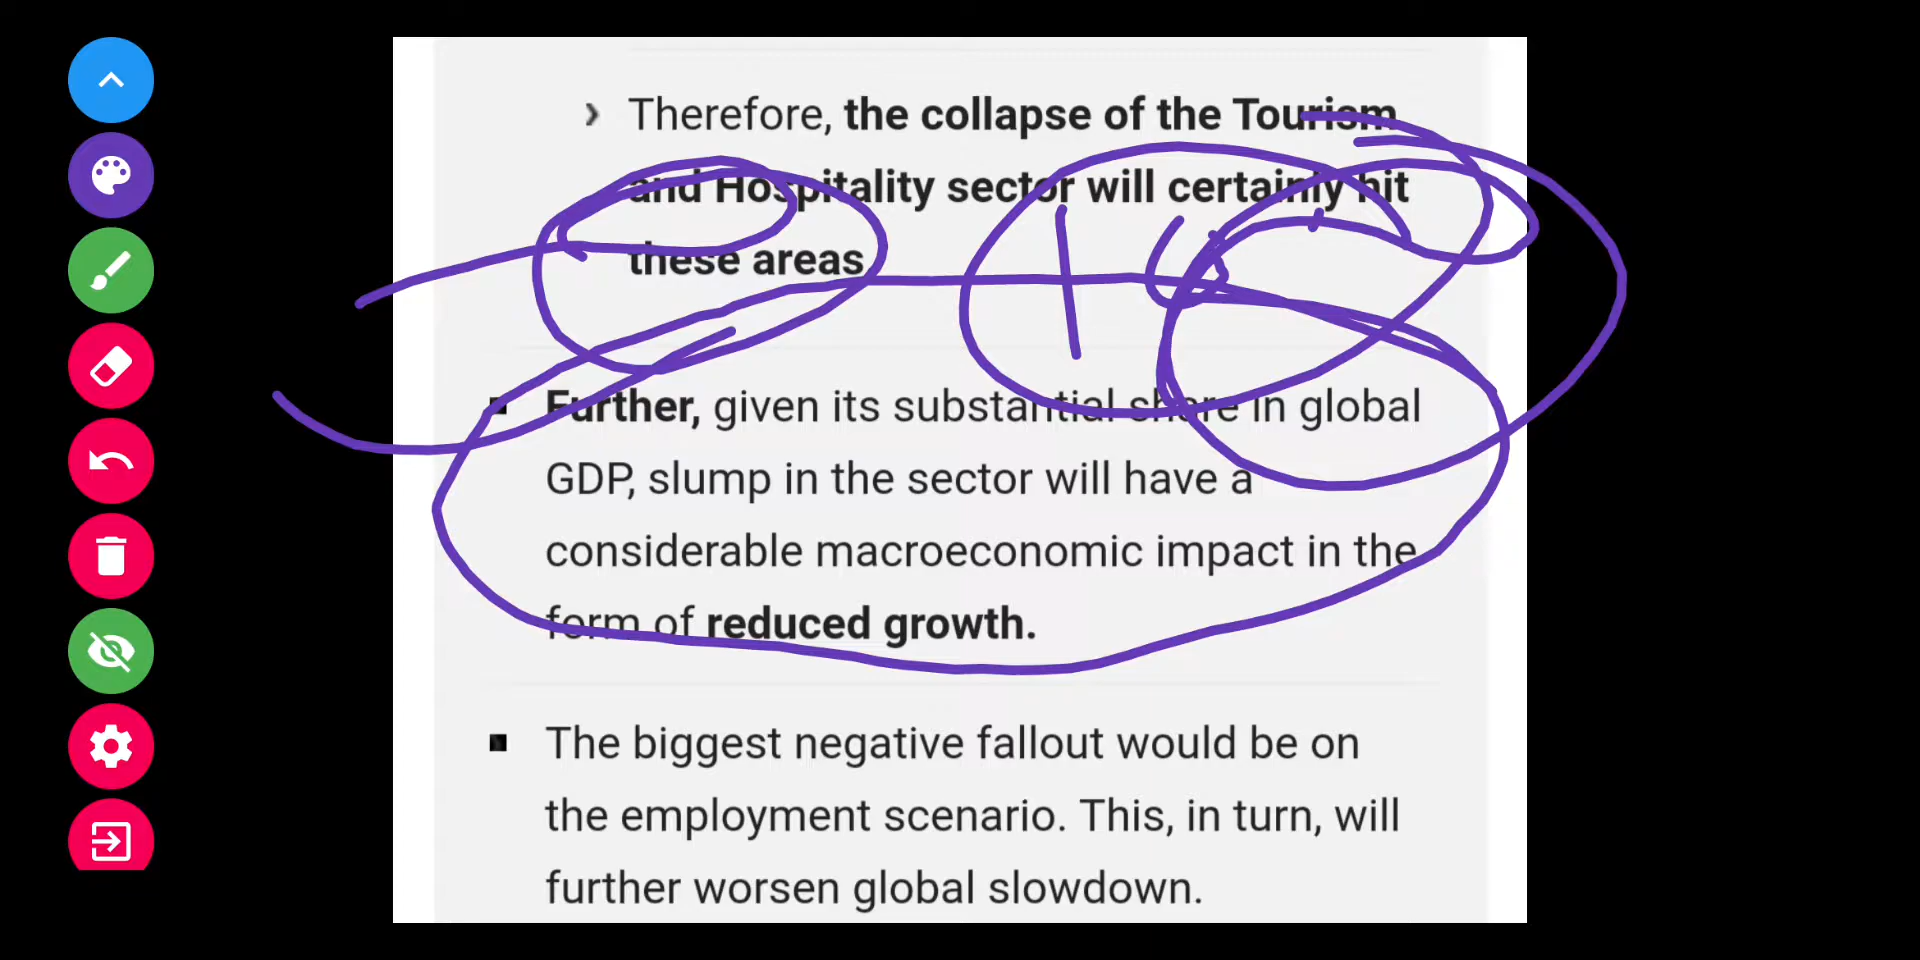 Therefore, the collapse of the Tourism
and Hospitality sector will certainly hit
these areas
Further, given its substantial share in global
GDP, slump in the sector will have a
considerable macroeconomic impact in the
form of reduced growth.
The biggest negative fallout would be on
the employment scenario. This, in turn, will
further worsen global slowdown.